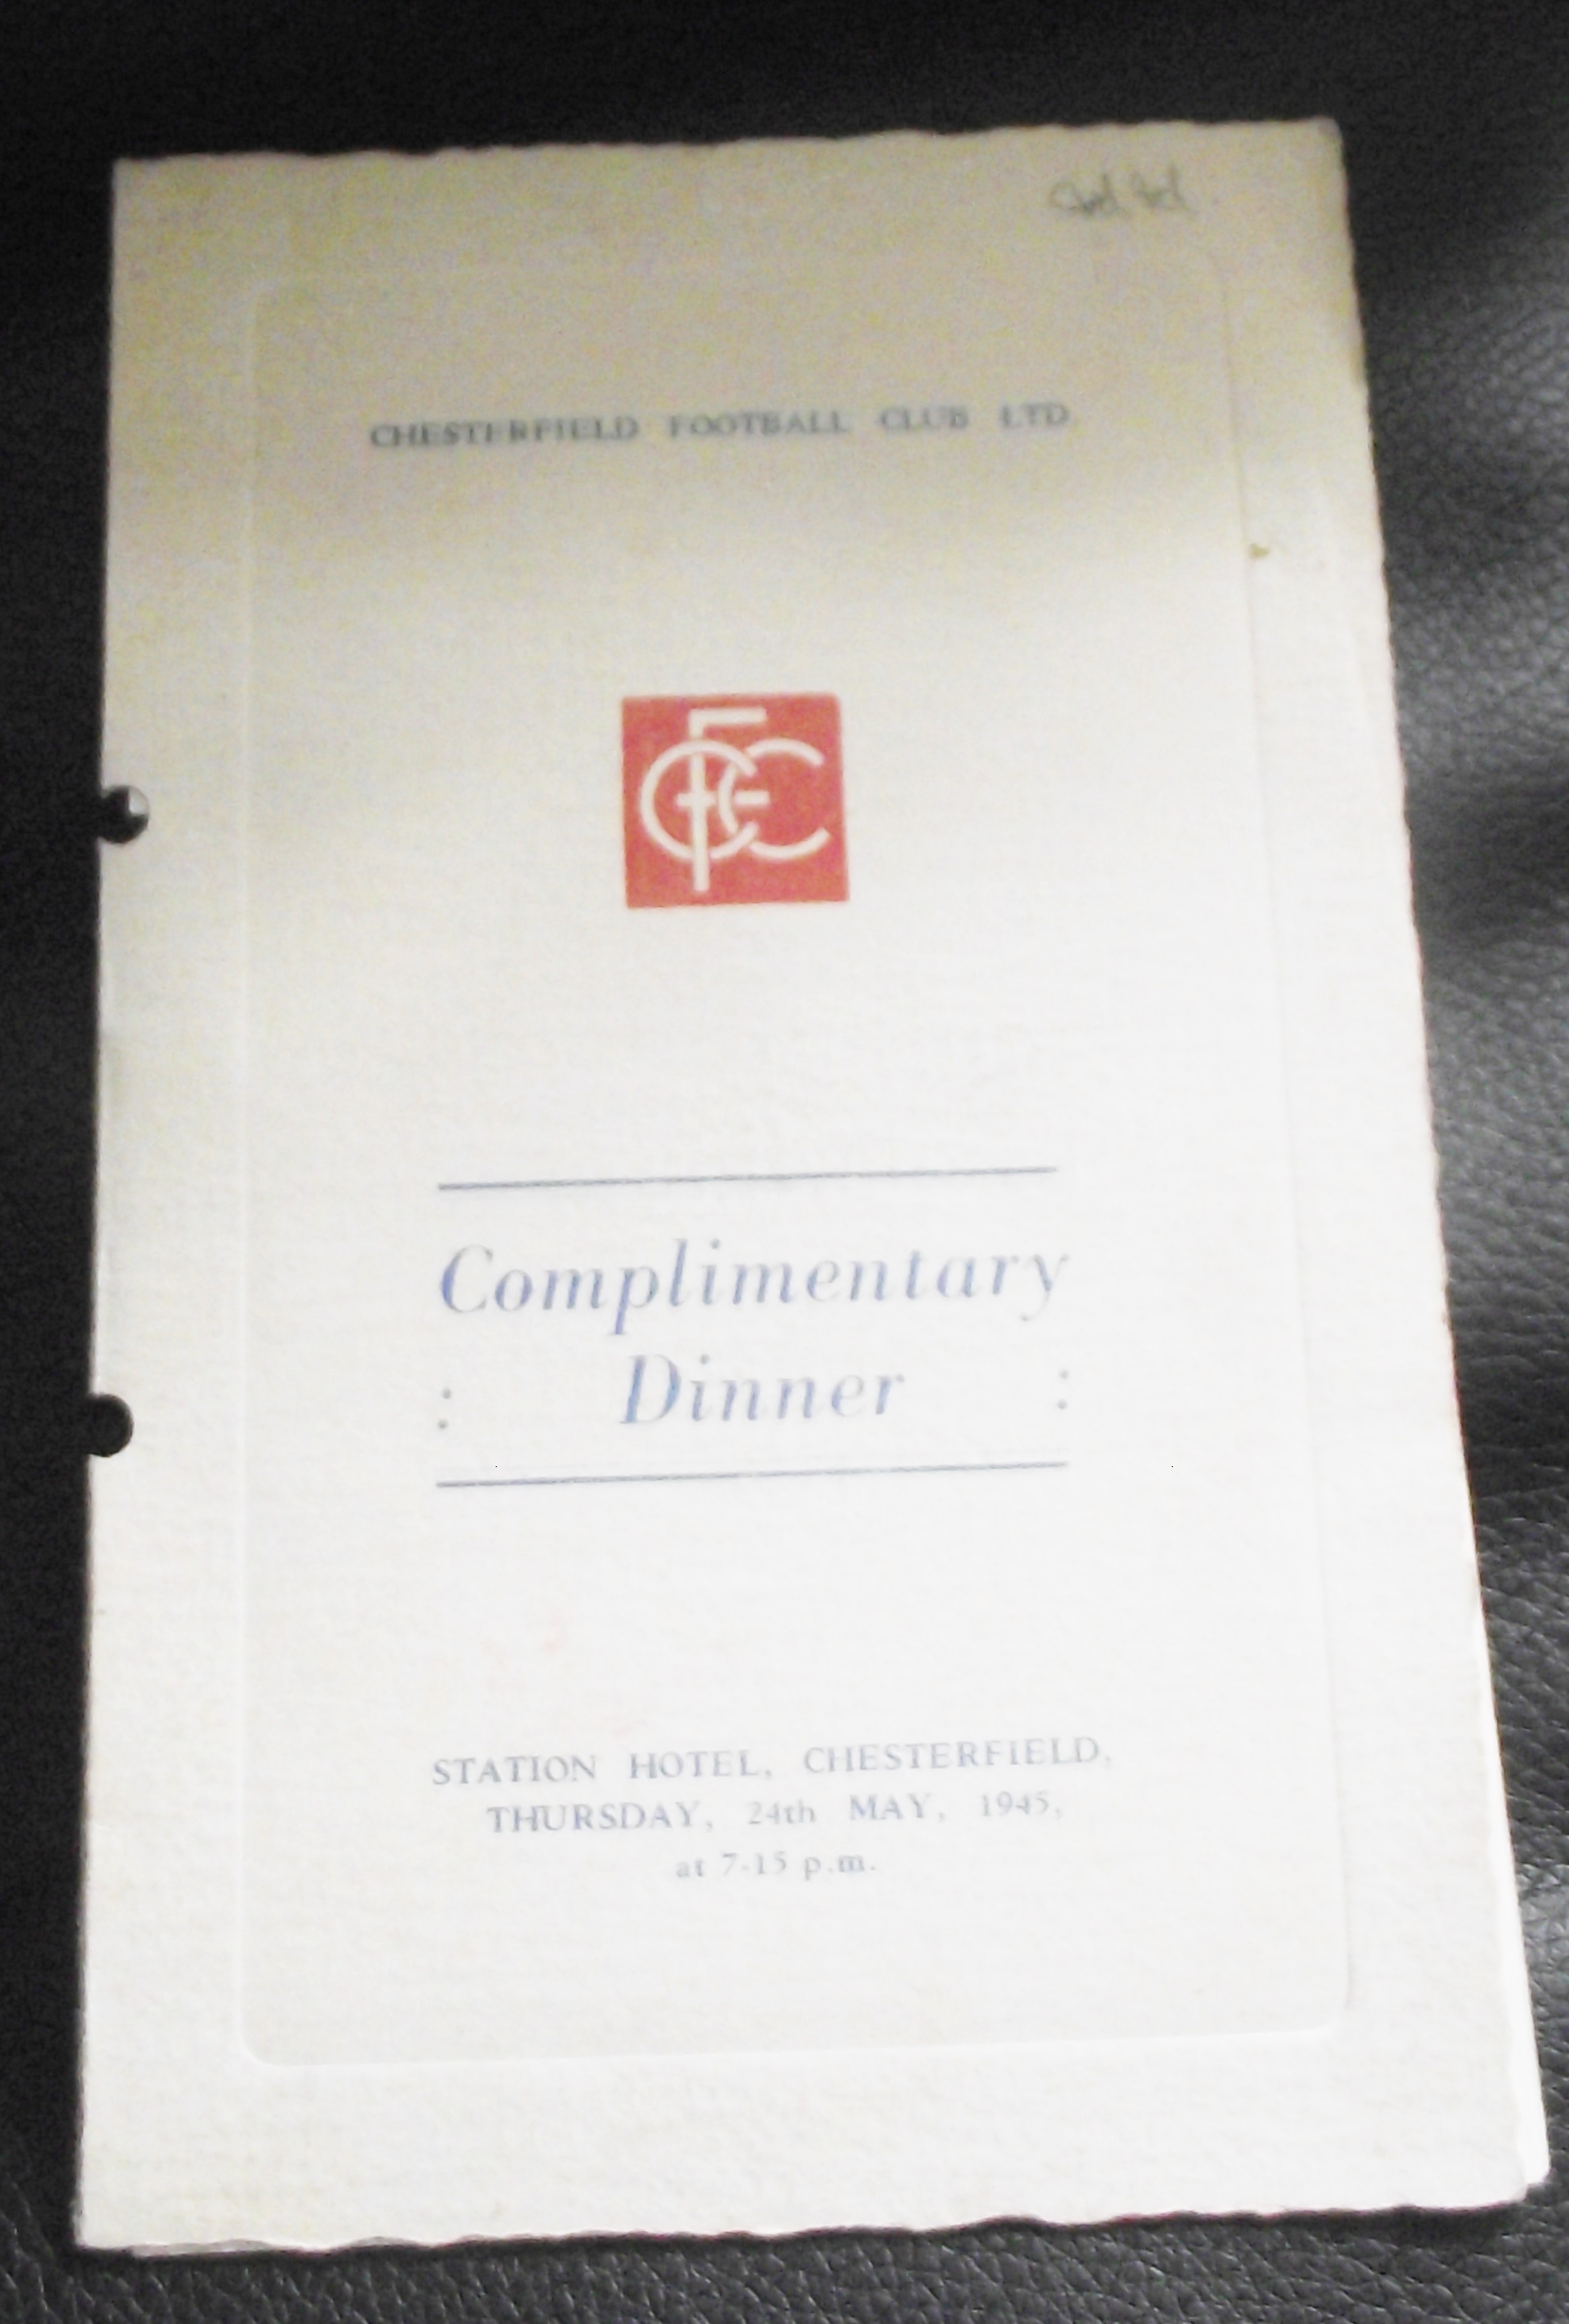 CHESTERFIELD FOOTBALL CLUB LTD.
CFC
Complimentary
: Dinner :
STATION HOTEL, CHESTERFIELD,
THURSDAY, 24th MAY, 1945,
at 7-15 p.m.